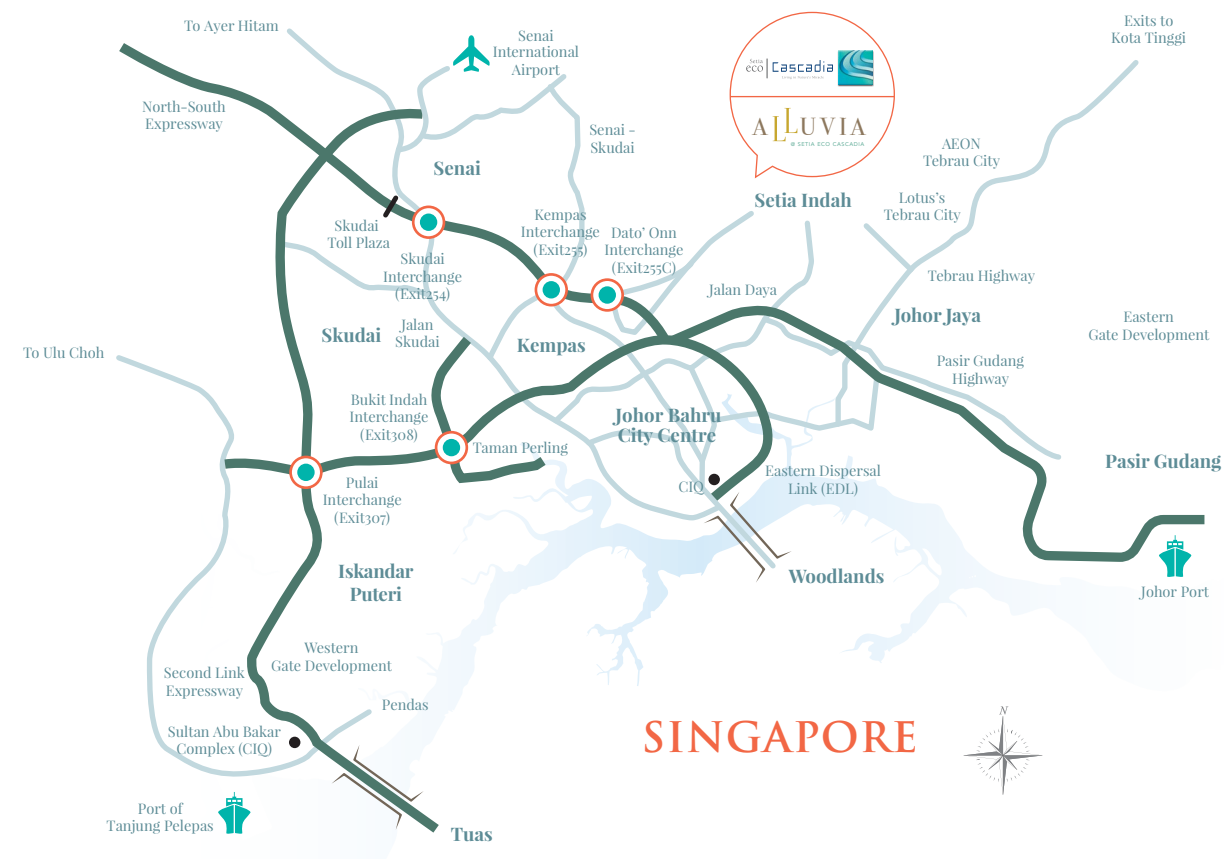 To Ayer Hitam
Senai
International
Airport
Exits to
Kota Tinggi
Setia
eco
Cascadia
ALLUVIA
@ SETIA ECO CASCADIA
North-South
Expressway
Senai -
Skudai
AEON
Tebrau City
Senai
Setia Indah
Lotus's
Tebrau City
Skudai
Toll Plaza
Kempas
Interchange
(Exit255)
Dato' Onn
Interchange
(Exit255C)
Skudai
Interchange
(Exit254)
Tebrau Highway
Jalan Daya
Johor Jaya
Eastern
Gate Development
Skudai
Jalan
Skudai
Kempas
To Ulu Choh
Pasir Gudang
Highway
Bukit Indah
Interchange
(Exit308)
Johor Bahru
City Centre
Taman Perling
Pasir Gudang
Eastern Dispersal
Link (EDL)
CIQ
Pulai
Interchange
(Exit307)
Iskandar
Puteri
Woodlands
Johor Port
Western
Gate Development
Second Link
Expressway
Pendas
Sultan Abu Bakar
Complex (CIQ)
SINGAPORE
N
Port of
Tanjung Pelepas
Tuas